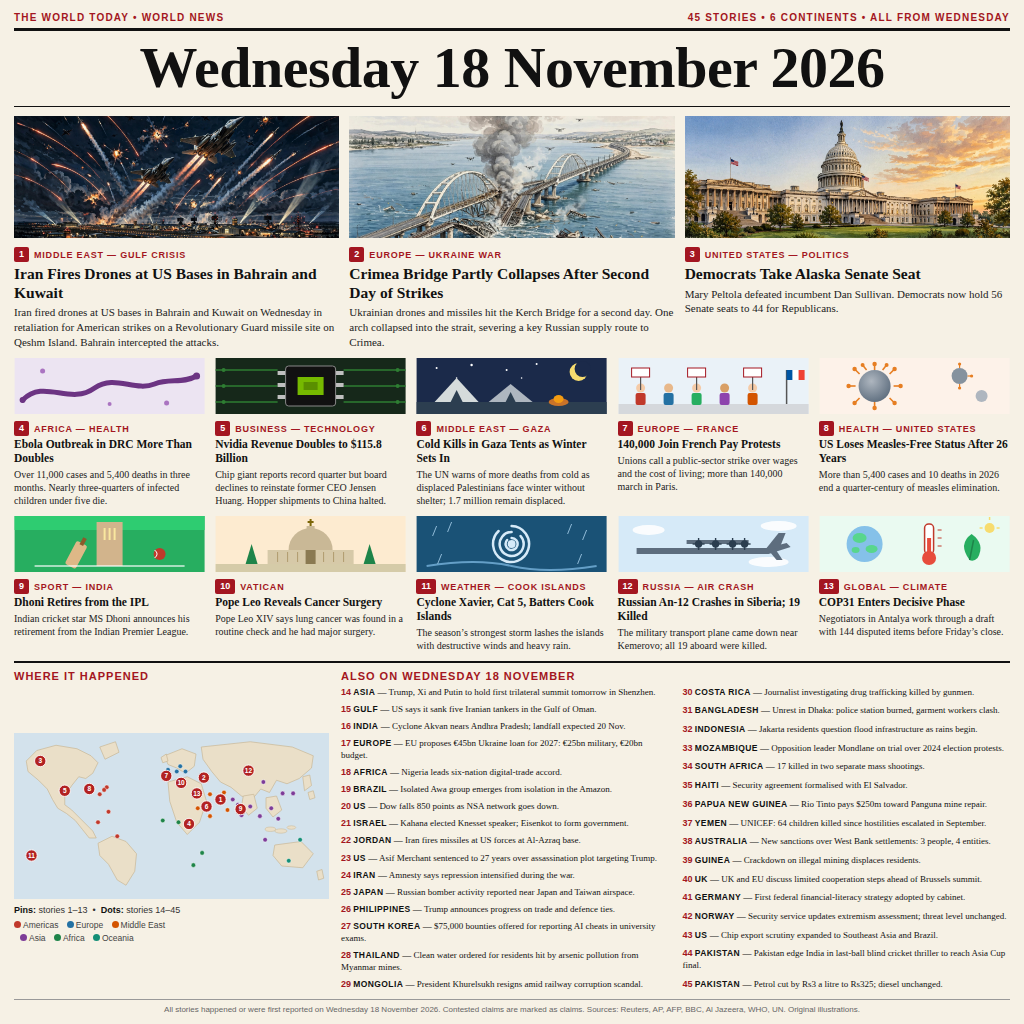 THE WORLD TODAY • WORLD NEWS
45 STORIES • 6 CONTINENTS • ALL FROM WEDNESDAY
Wednesday 18 November 2026
1 MIDDLE EAST — GULF CRISIS
Iran Fires Drones at US Bases in Bahrain and
Kuwait
Iran fired drones at US bases in Bahrain and Kuwait on Wednesday in
retaliation for American strikes on a Revolutionary Guard missile site on
Qeshm Island. Bahrain intercepted the attacks.
2 EUROPE — UKRAINE WAR
Crimea Bridge Partly Collapses After Second
Day of Strikes
Ukrainian drones and missiles hit the Kerch Bridge for a second day. One
arch collapsed into the strait, severing a key Russian supply route to
Crimea.
3 UNITED STATES — POLITICS
Democrats Take Alaska Senate Seat
Mary Peltola defeated incumbent Dan Sullivan. Democrats now hold 56
Senate seats to 44 for Republicans.
4 AFRICA — HEALTH
Ebola Outbreak in DRC More Than
Doubles
Over 11,000 cases and 5,400 deaths in three
months. Nearly three-quarters of infected
children under five die.
5 BUSINESS — TECHNOLOGY
Nvidia Revenue Doubles to $115.8
Billion
Chip giant reports record quarter but board
declines to reinstate former CEO Jensen
Huang. Hopper shipments to China halted.
6 MIDDLE EAST — GAZA
Cold Kills in Gaza Tents as Winter
Sets In
The UN warns of more deaths from cold as
displaced Palestinians face winter without
shelter; 1.7 million remain displaced.
7 EUROPE — FRANCE
140,000 Join French Pay Protests
Unions call a public-sector strike over wages
and the cost of living; more than 140,000
march in Paris.
8 HEALTH — UNITED STATES
US Loses Measles-Free Status After 26
Years
More than 5,400 cases and 10 deaths in 2026
end a quarter-century of measles elimination.
9 SPORT — INDIA
Dhoni Retires from the IPL
Indian cricket star MS Dhoni announces his
retirement from the Indian Premier League.
10 VATICAN
Pope Leo Reveals Cancer Surgery
Pope Leo XIV says lung cancer was found in a
routine check and he had major surgery.
11 WEATHER — COOK ISLANDS
Cyclone Xavier, Cat 5, Batters Cook
Islands
The season's strongest storm lashes the islands
with destructive winds and heavy rain.
12 RUSSIA — AIR CRASH
Russian An-12 Crashes in Siberia; 19
Killed
The military transport plane came down near
Kemerovo; all 19 aboard were killed.
13 GLOBAL — CLIMATE
COP31 Enters Decisive Phase
Negotiators in Antalya work through a draft
with 144 disputed items before Friday's close.
WHERE IT HAPPENED
3
5
8
11
7
10
2
13
6
1
9
4
12
Pins: stories 1–13 • Dots: stories 14–45
Americas Europe Middle East
Asia Africa Oceania
ALSO ON WEDNESDAY 18 NOVEMBER
14 ASIA — Trump, Xi and Putin to hold first trilateral summit tomorrow in Shenzhen.
15 GULF — US says it sank five Iranian tankers in the Gulf of Oman.
16 INDIA — Cyclone Akvan nears Andhra Pradesh; landfall expected 20 Nov.
17 EUROPE — EU proposes €45bn Ukraine loan for 2027: €25bn military, €20bn
budget.
18 AFRICA — Nigeria leads six-nation digital-trade accord.
19 BRAZIL — Isolated Awa group emerges from isolation in the Amazon.
20 US — Dow falls 850 points as NSA network goes down.
21 ISRAEL — Kahana elected Knesset speaker; Eisenkot to form government.
22 JORDAN — Iran fires missiles at US forces at Al-Azraq base.
23 US — Asif Merchant sentenced to 27 years over assassination plot targeting Trump.
24 IRAN — Amnesty says repression intensified during the war.
25 JAPAN — Russian bomber activity reported near Japan and Taiwan airspace.
26 PHILIPPINES — Trump announces progress on trade and defence ties.
27 SOUTH KOREA — $75,000 bounties offered for reporting AI cheats in university
exams.
28 THAILAND — Clean water ordered for residents hit by arsenic pollution from
Myanmar mines.
29 MONGOLIA — President Khurelsukh resigns amid railway corruption scandal.
30 COSTA RICA — Journalist investigating drug trafficking killed by gunmen.
31 BANGLADESH — Unrest in Dhaka: police station burned, garment workers clash.
32 INDONESIA — Jakarta residents question flood infrastructure as rains begin.
33 MOZAMBIQUE — Opposition leader Mondlane on trial over 2024 election protests.
34 SOUTH AFRICA — 17 killed in two separate mass shootings.
35 HAITI — Security agreement formalised with El Salvador.
36 PAPUA NEW GUINEA — Rio Tinto pays $250m toward Panguna mine repair.
37 YEMEN — UNICEF: 64 children killed since hostilities escalated in September.
38 AUSTRALIA — New sanctions over West Bank settlements: 3 people, 4 entities.
39 GUINEA — Crackdown on illegal mining displaces residents.
40 UK — UK and EU discuss limited cooperation steps ahead of Brussels summit.
41 GERMANY — First federal financial-literacy strategy adopted by cabinet.
42 NORWAY — Security service updates extremism assessment; threat level unchanged.
43 US — Chip export scrutiny expanded to Southeast Asia and Brazil.
44 PAKISTAN — Pakistan edge India in last-ball blind cricket thriller to reach Asia Cup
final.
45 PAKISTAN — Petrol cut by Rs3 a litre to Rs325; diesel unchanged.
All stories happened or were first reported on Wednesday 18 November 2026. Contested claims are marked as claims. Sources: Reuters, AP, AFP, BBC, Al Jazeera, WHO, UN. Original illustrations.